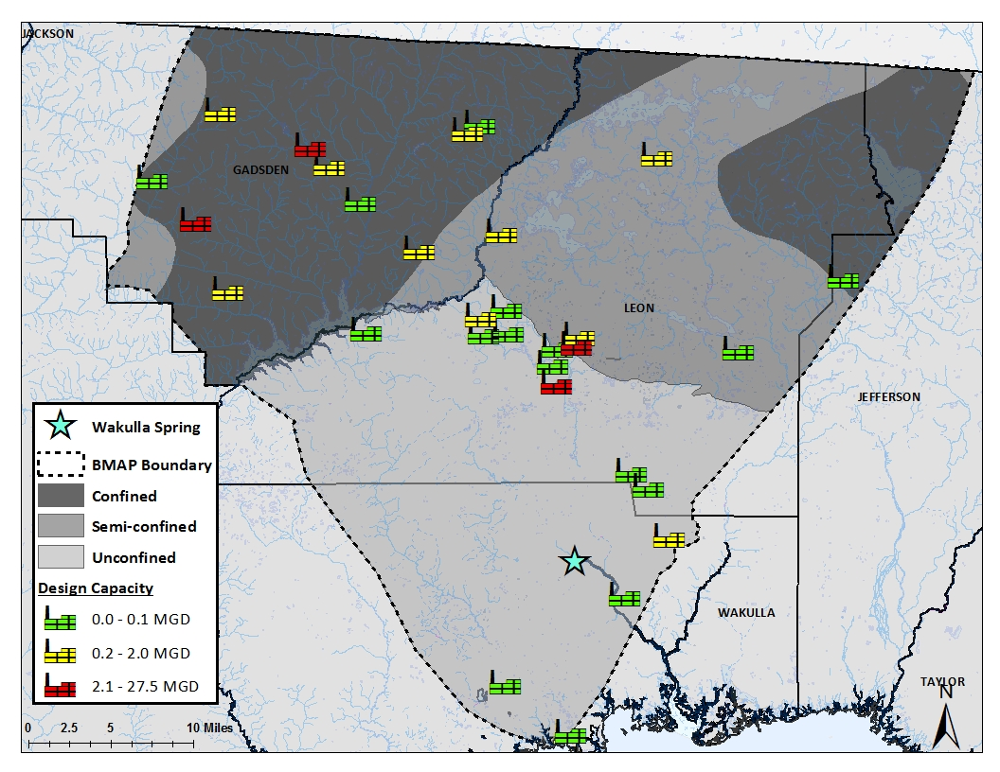 JACKSON
GADSDEN
LEON
JEFFERSON
WAKULLA
TAYLOR
N
Wakulla Spring
BMAP Boundary
Confined
Semi-confined
Unconfined
Design Capacity
0.0 - 0.1 MGD
0.2 - 2.0 MGD
2.1 - 27.5 MGD
0 2.5 5 10 Miles